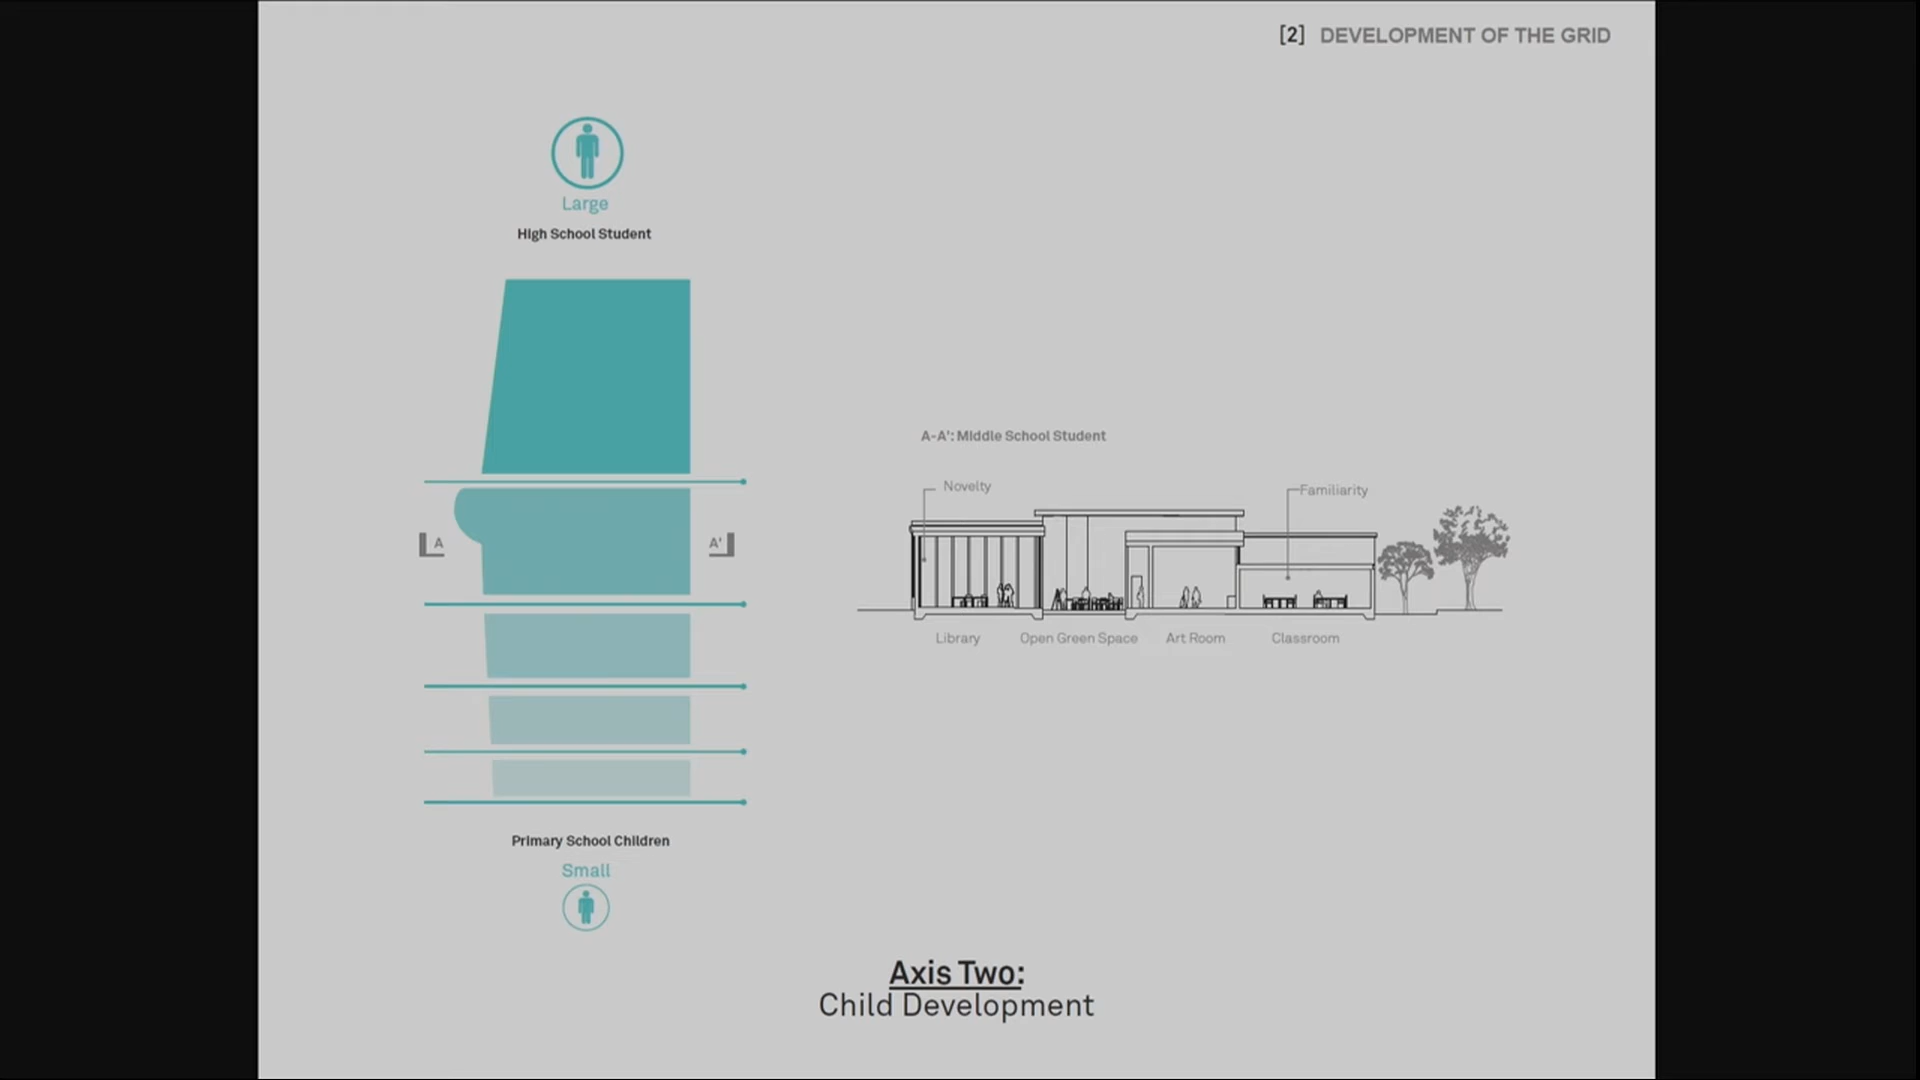 [2] DEVELOPMENT OF THE GRID
Large
High School Student
A
A'
Primary School Children
Small
A-A': Middle School Student
Novelty
Familiarity
Library
Open Green Space
Art Room
Classroom
Axis Two:
Child Development